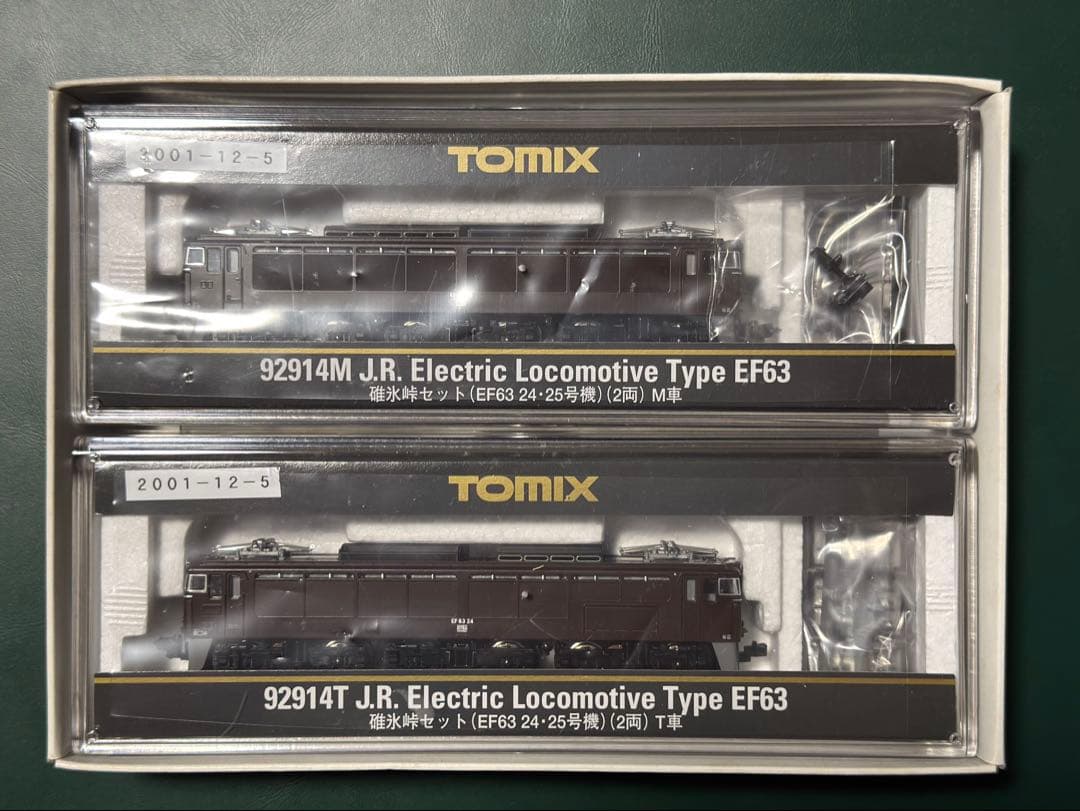 2001-12-5
TOMIX
92914M J.R. Electric Locomotive Type EF63
碓氷峠セット(EF63 24・25号機)(2両) M車
2001-12-5
TOMIX
EF63 24
92914T J.R. Electric Locomotive Type EF63
碓氷峠セット(EF63 24・25号機)(2両) T車